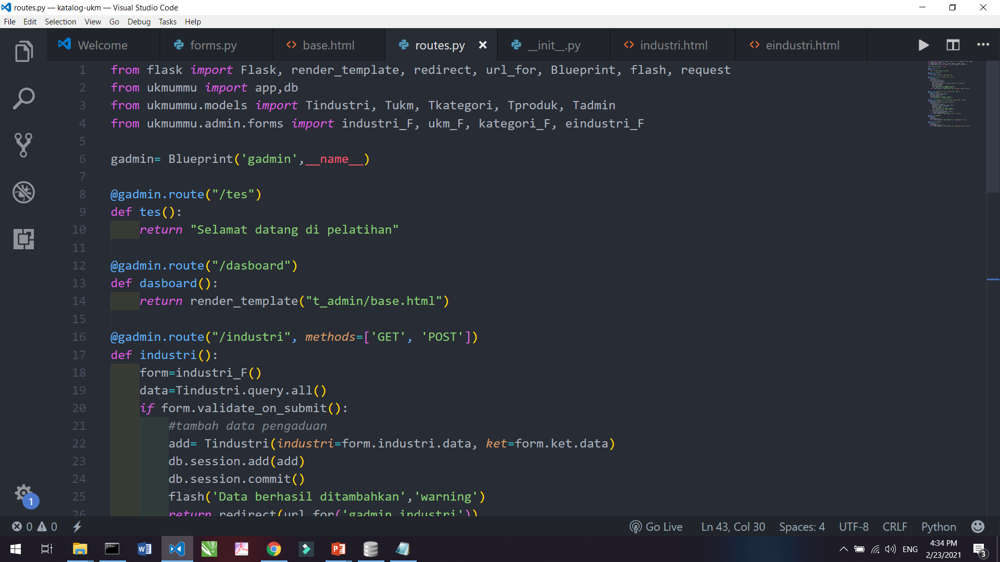 routes.py — katalog-ukm — Visual Studio Code
File Edit Selection View Go Debug Tasks Help
Welcome forms.py base.html routes.py __init__.py industri.html eindustri.html
1 from flask import Flask, render_template, redirect, url_for, Blueprint, flash, request
2 from ukmummu import app,db
3 from ukmummu.models import Tindustri, Tukm, Tkategori, Tproduk, Tadmin
4 from ukmummu.admin.forms import industri_F, ukm_F, kategori_F, eindustri_F
5
6 gadmin= Blueprint('gadmin',__name__)
7
8 @gadmin.route("/tes")
9 def tes():
10 return "Selamat datang di pelatihan"
11
12 @gadmin.route("/dasboard")
13 def dasboard():
14 return render_template("t_admin/base.html")
15
16 @gadmin.route("/industri", methods=['GET', 'POST'])
17 def industri():
18 form=industri_F()
19 data=Tindustri.query.all()
20 if form.validate_on_submit():
21 #tambah data pengaduan
22 add= Tindustri(industri=form.industri.data, ket=form.ket.data)
23 db.session.add(add)
24 db.session.commit()
25 flash('Data berhasil ditambahkan','warning')
26 return redirect(url_for('gadmin.industri'))
1
0 0 Go Live Ln 43, Col 30 Spaces: 4 UTF-8 CRLF Python
ENG 4:34 PM
2/23/2021
3